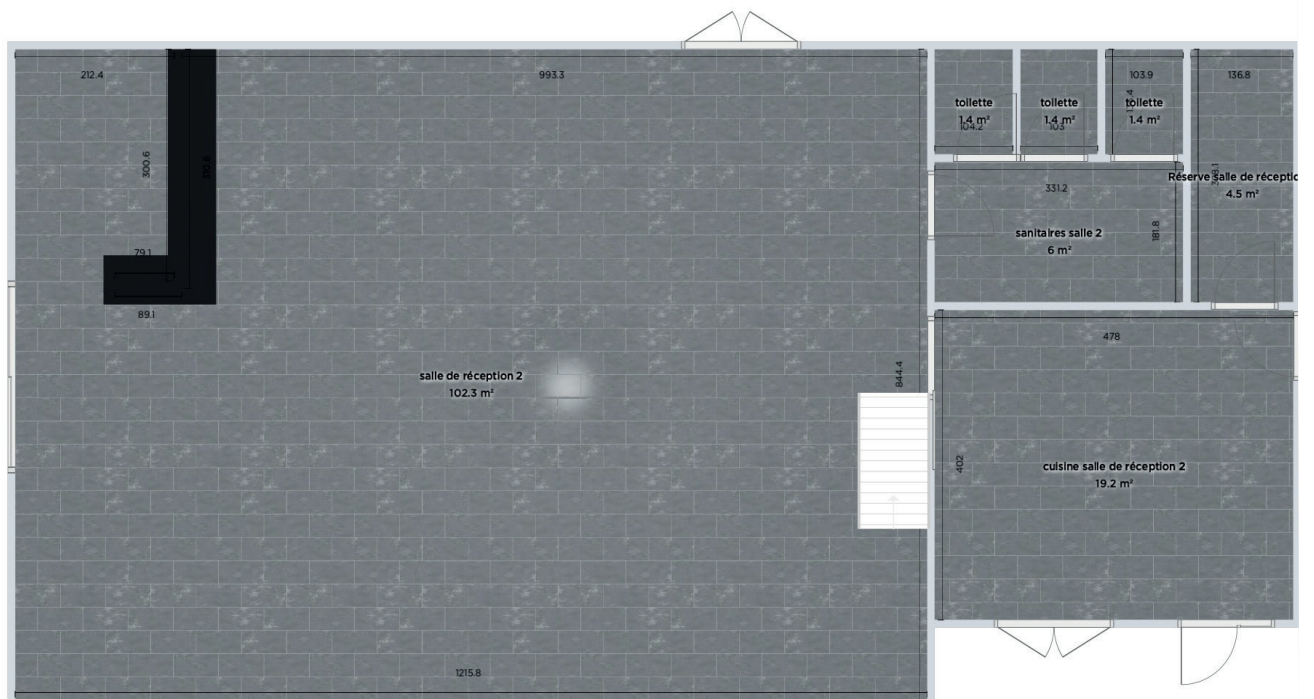 212.4
993.3
103.9
136.8
toilette
1.4 m²
104.2
toilette
1.4 m²
103
toilette
1.4 m²
300.6
Réserve salle de réceptio
4.5 m²
331.2
sanitaires salle 2
6 m²
181.8
79.1
89.1
478
844.4
salle de réception 2
102.3 m²
402
cuisine salle de réception 2
19.2 m²
1215.8